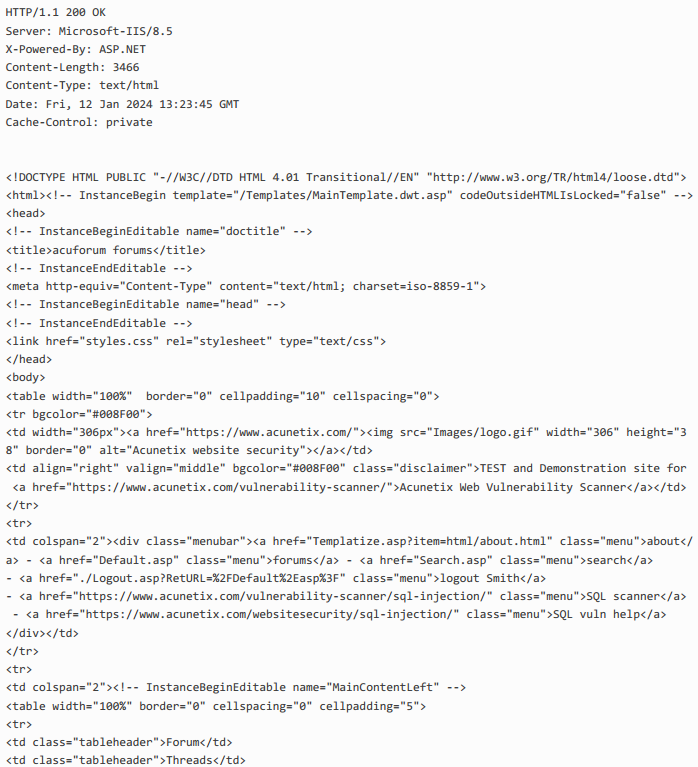 HTTP/1.1 200 OK
Server: Microsoft-IIS/8.5
X-Powered-By: ASP.NET
Content-Length: 3466
Content-Type: text/html
Date: Fri, 12 Jan 2024 13:23:45 GMT
Cache-Control: private
<!DOCTYPE HTML PUBLIC "-//W3C//DTD HTML 4.01 Transitional//EN" "http://www.w3.org/TR/html4/loose.dtd">
<html><!-- InstanceBegin template="/Templates/MainTemplate.dwt.asp" codeOutsideHTMLIsLocked="false" -->
<head>
<!-- InstanceBeginEditable name="doctitle" -->
<title>acuforum forums</title>
<!-- InstanceEndEditable -->
<meta http-equiv="Content-Type" content="text/html; charset=iso-8859-1">
<!-- InstanceBeginEditable name="head" -->
<!-- InstanceEndEditable -->
<link href="styles.css" rel="stylesheet" type="text/css">
</head>
<body>
<table width="100%"  border="0" cellpadding="10" cellspacing="0">
<tr bgcolor="#008F00">
<td width="306px"><a href="https://www.acunetix.com/"><img src="Images/logo.gif" width="306" height="3
8" border="0" alt="Acunetix website security"></a></td>
<td align="right" valign="middle" bgcolor="#008F00" class="disclaimer">TEST and Demonstration site for
 <a href="https://www.acunetix.com/vulnerability-scanner/">Acunetix Web Vulnerability Scanner</a></td>
</tr>
<tr>
<td colspan="2"><div class="menubar"><a href="Templatize.asp?item=html/about.html" class="menu">about</
a> - <a href="Default.asp" class="menu">forums</a> - <a href="Search.asp" class="menu">search</a>
- <a href="./Logout.asp?RetURL=%2FDefault%2Easp%3F" class="menu">logout Smith</a>
- <a href="https://www.acunetix.com/vulnerability-scanner/sql-injection/" class="menu">SQL scanner</a>
 - <a href="https://www.acunetix.com/websitesecurity/sql-injection/" class="menu">SQL vuln help</a>
</div></td>
</tr>
<tr>
<td colspan="2"><!-- InstanceBeginEditable name="MainContentLeft" -->
<table width="100%" border="0" cellspacing="0" cellpadding="5">
<tr>
<td class="tableheader">Forum</td>
<td class="tableheader">Threads</td>